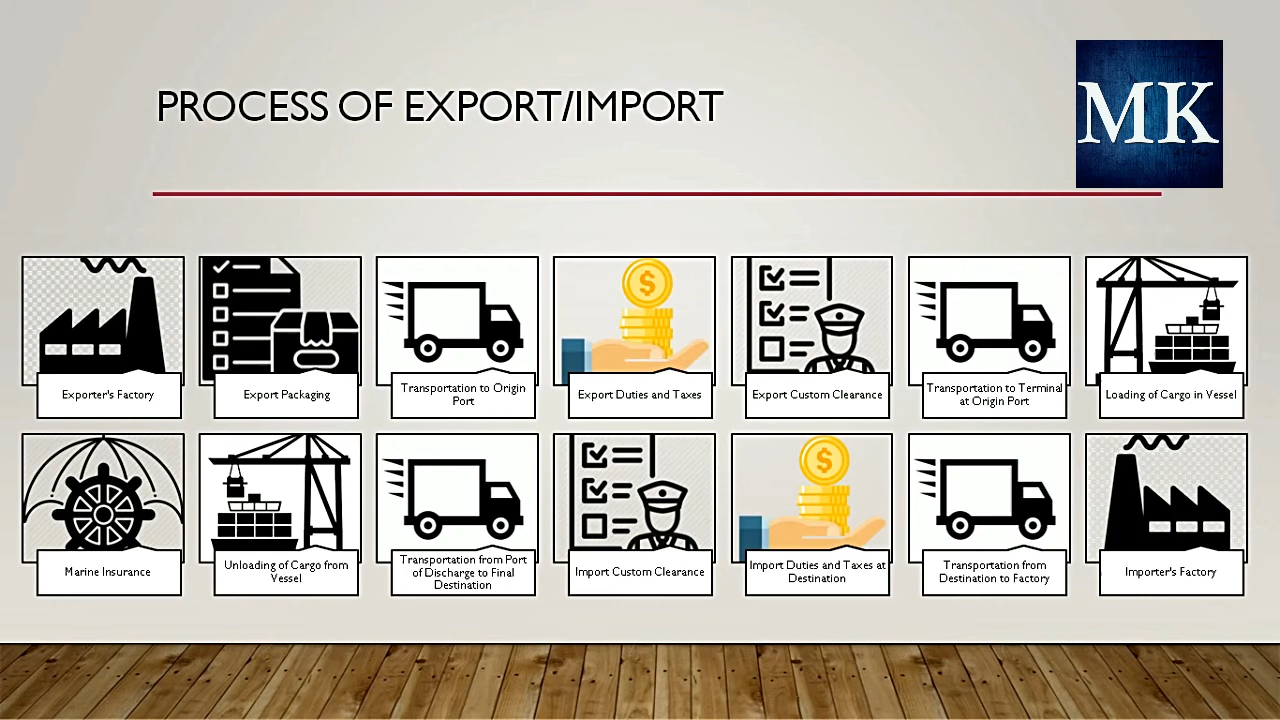 PROCESS OF EXPORT/IMPORT
MK
Exporter's Factory
Export Packaging
Transportation to Origin
Port
$
Export Duties and Taxes
Export Custom Clearance
Transportation to Terminal
at Origin Port
Loading of Cargo in Vessel
Marine Insurance
Unloading of Cargo from
Vessel
Transportation from Port
of Discharge to Final
Destination
Import Custom Clearance
$
Import Duties and Taxes at
Destination
Transportation from
Destination to Factory
Importer's Factory